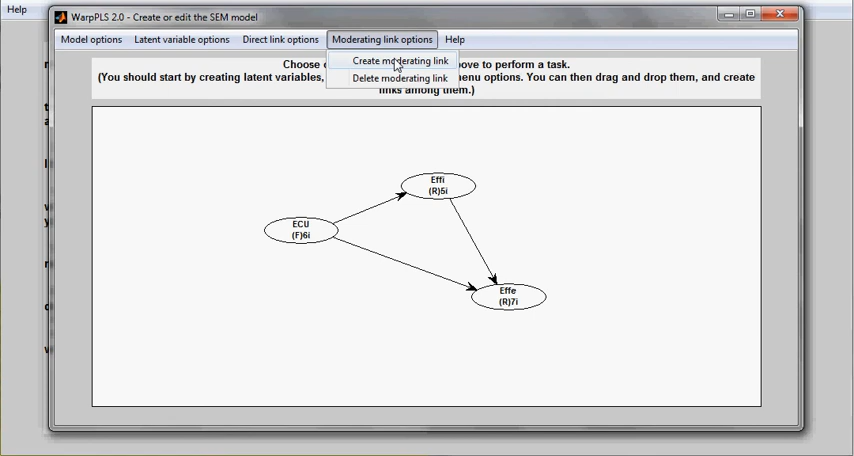 Help
WarpPLS 2.0 - Create or edit the SEM model
Model options Latent variable options Direct link options Moderating link options Help
Create moderating link
Delete moderating link
Choose ove to perform a task.
(You should start by creating latent variables, enu options. You can then drag and drop them, and create
links among them.)
Effi
(R)5i
ECU
(F)6i
Effe
(R)7i